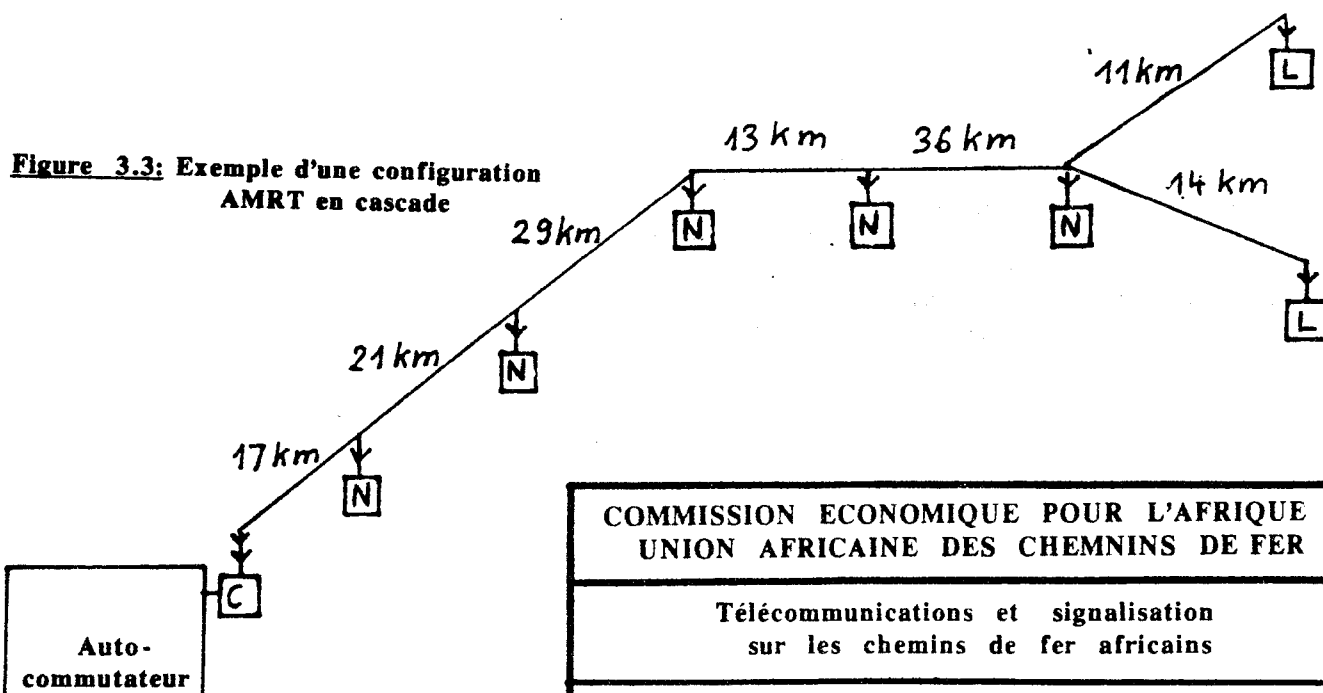 11km
L
13 km
36 km
Figure 3.3: Exemple d'une configuration
AMRT en cascade
14 km
29km
N
N
N
L
21 km
N
17km
N
C
Auto-
commutateur
COMMISSION ECONOMIQUE POUR L'AFRIQUE
UNION AFRICAINE DES CHEMNINS DE FER
Télécommunications et signalisation
sur les chemins de fer africains